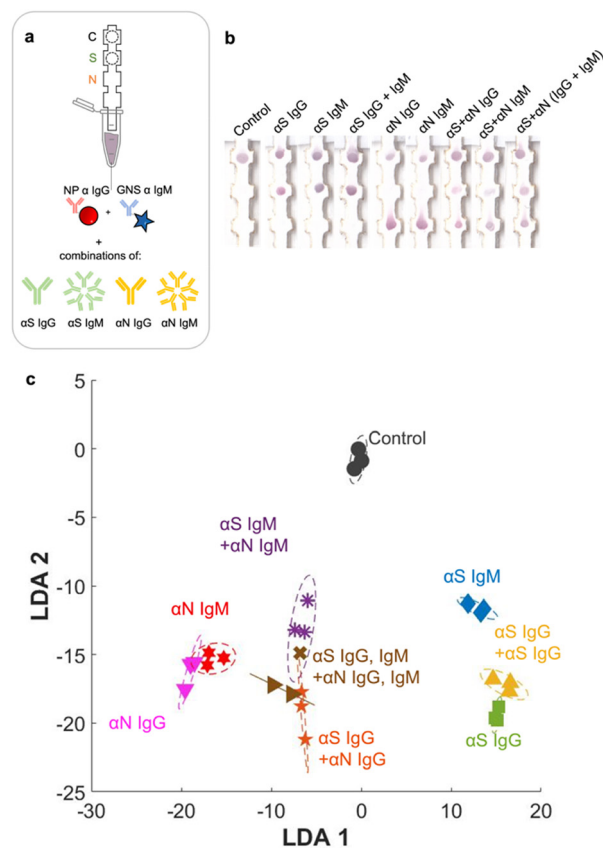 a
C
S
N
NP α IgG GNS α IgM
+
+
combinations of:
αS IgG αS IgM αN IgG αN IgM
b
Control
αS IgG
αS IgM
αS IgG + IgM
αN IgG
αN IgM
αS+αN IgG
αS+αN IgM
αS+αN (IgG + IgM)
c
5
0
-5
-10
-15
-20
-25
LDA 2
Control
αS IgM
+αN IgM
αS IgM
αN IgM
αS IgG
+αS IgG
αS IgG, IgM
+αN IgG, IgM
αN IgG
αS IgG
+αN IgG
αS IgG
-30 -20 -10 0 10 20
LDA 1